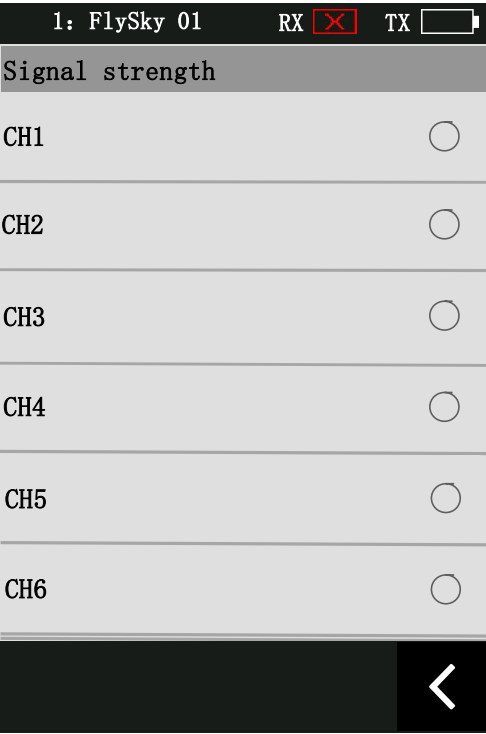 1: FlySky 01 RX TX
Signal strength
CH1
CH2
CH3
CH4
CH5
CH6